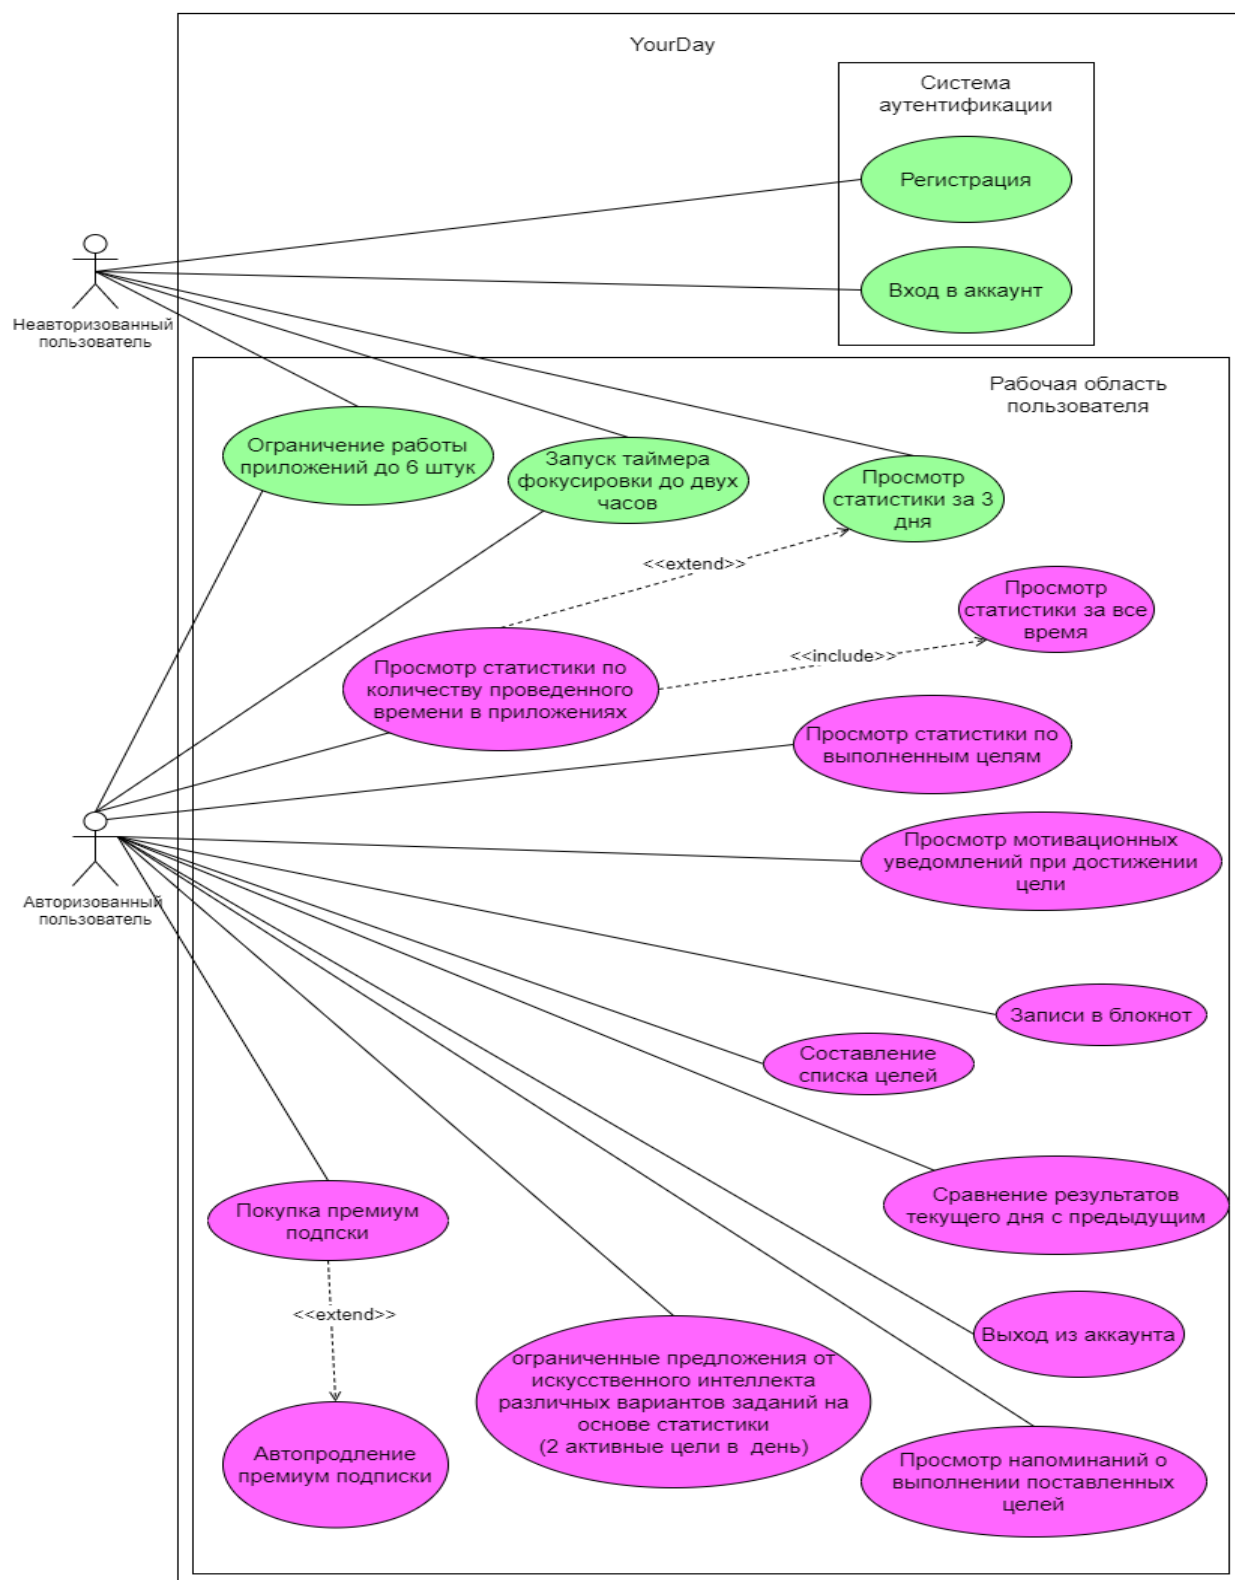 YourDay
Система
аутентификации
Регистрация
Вход в аккаунт
Неавторизованный
пользователь
Рабочая область
пользователя
Ограничение работы
приложений до 6 штук
Запуск таймера
фокусировки до двух
часов
Просмотр
статистики за 3
дня
<<extend>>
Просмотр
статистики за все
время
<<include>>
Просмотр статистики по
количеству проведенного
времени в приложениях
Просмотр статистики по
выполненным целям
Авторизованный
пользователь
Просмотр мотивационных
уведомлений при достижении
цели
Записи в блокнот
Составление
списка целей
Сравнение результатов
текущего дня с предыдущим
Покупка премиум
подпски
<<extend>>
Выход из аккаунта
ограниченные предложения от
искусственного интеллекта
различных вариантов заданий на
основе статистики
(2 активные цели в  день)
Автопродление
премиум подписки
Просмотр напоминаний о
выполнении поставленных
целей